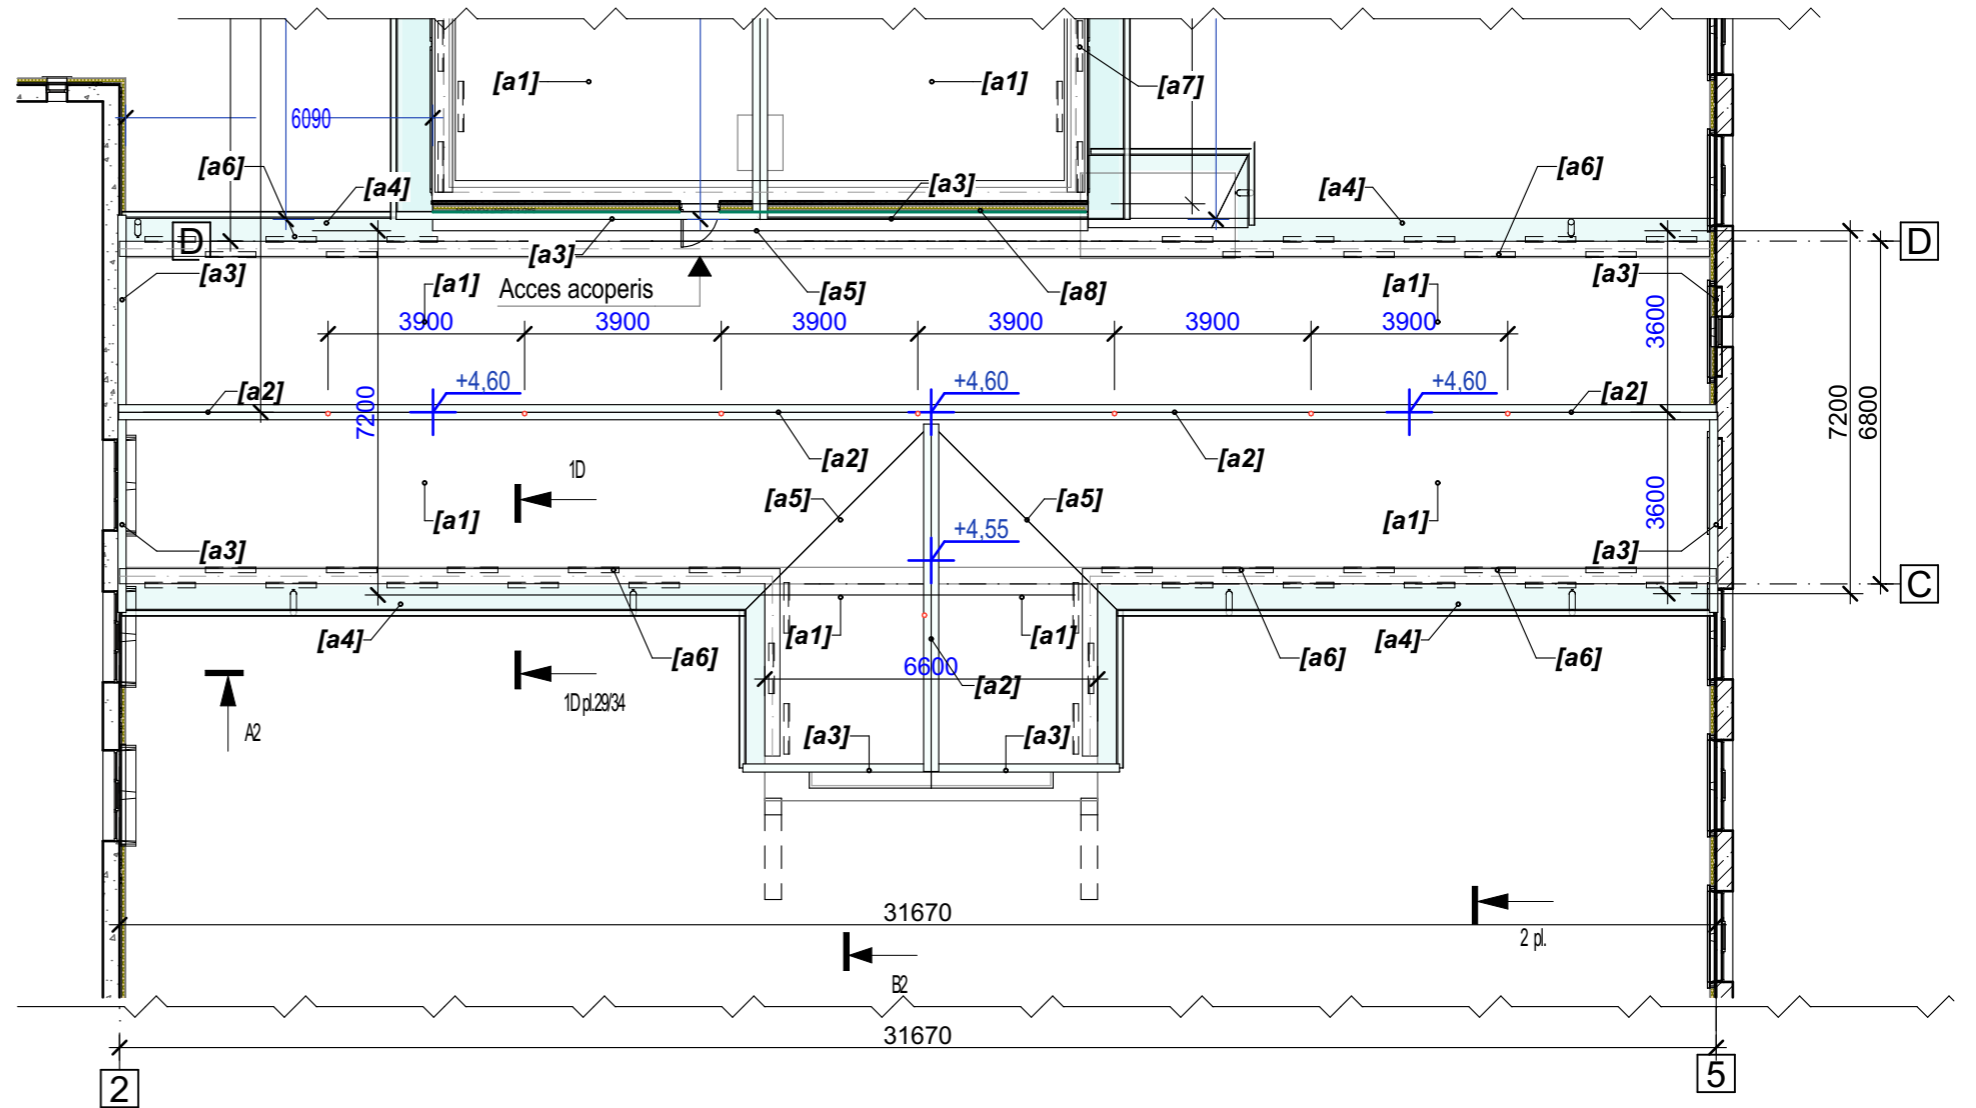 [a1] [a1] [a7]
6090
[a6] [a4] [a3] [a4] [a6]
D [a3] D
[a3] [a1] Acces acoperis [a5] [a8] [a1] [a3]
3900 3900 3900 3900 3900 3900 3600
[a2] +4,60 +4,60 +4,60 [a2]
7200 7200 6800
[a2] [a2]
1D [a5] [a5]
[a1] [a1] 3600
[a3] +4,55 [a3]
C
[a4] [a6] [a1] [a1] [a6] [a4] [a6]
6600
[a2]
1D pl.29/34
A2 [a3] [a3]
31670
2 pl.
B2
31670
2 5